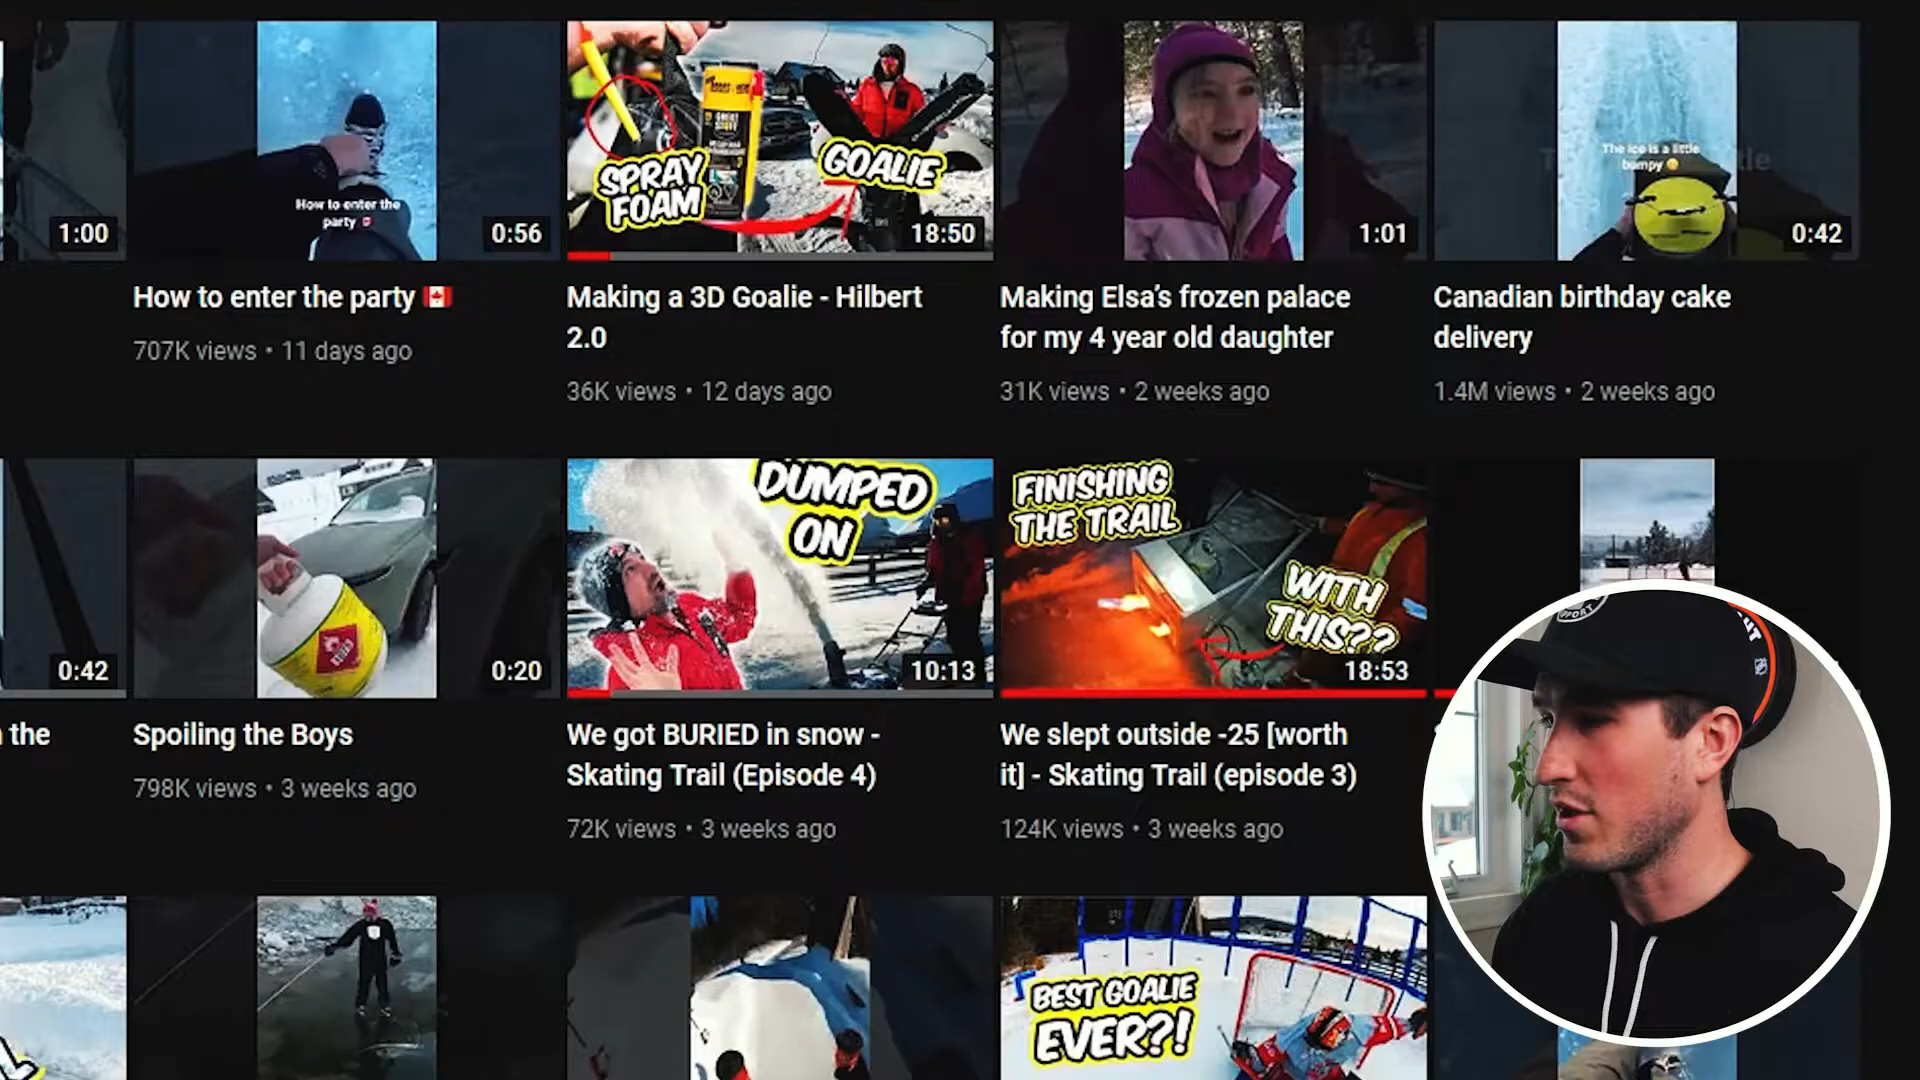 How to enter the
party
SPRAY
FOAM
GOALIE
The ice is a little
bumpy
1:00
0:56
18:50
1:01
0:42
How to enter the party 🇨🇦
707K views • 11 days ago
Making a 3D Goalie - Hilbert
2.0
36K views • 12 days ago
Making Elsa's frozen palace
for my 4 year old daughter
31K views • 2 weeks ago
Canadian birthday cake
delivery
1.4M views • 2 weeks ago
DUMPED
ON
FINISHING
THE TRAIL
WITH
THIS??
0:42
0:20
10:13
18:53
the
Spoiling the Boys
798K views • 3 weeks ago
We got BURIED in snow -
Skating Trail (Episode 4)
72K views • 3 weeks ago
We slept outside -25 [worth
it] - Skating Trail (episode 3)
124K views • 3 weeks ago
BEST GOALIE
EVER?!